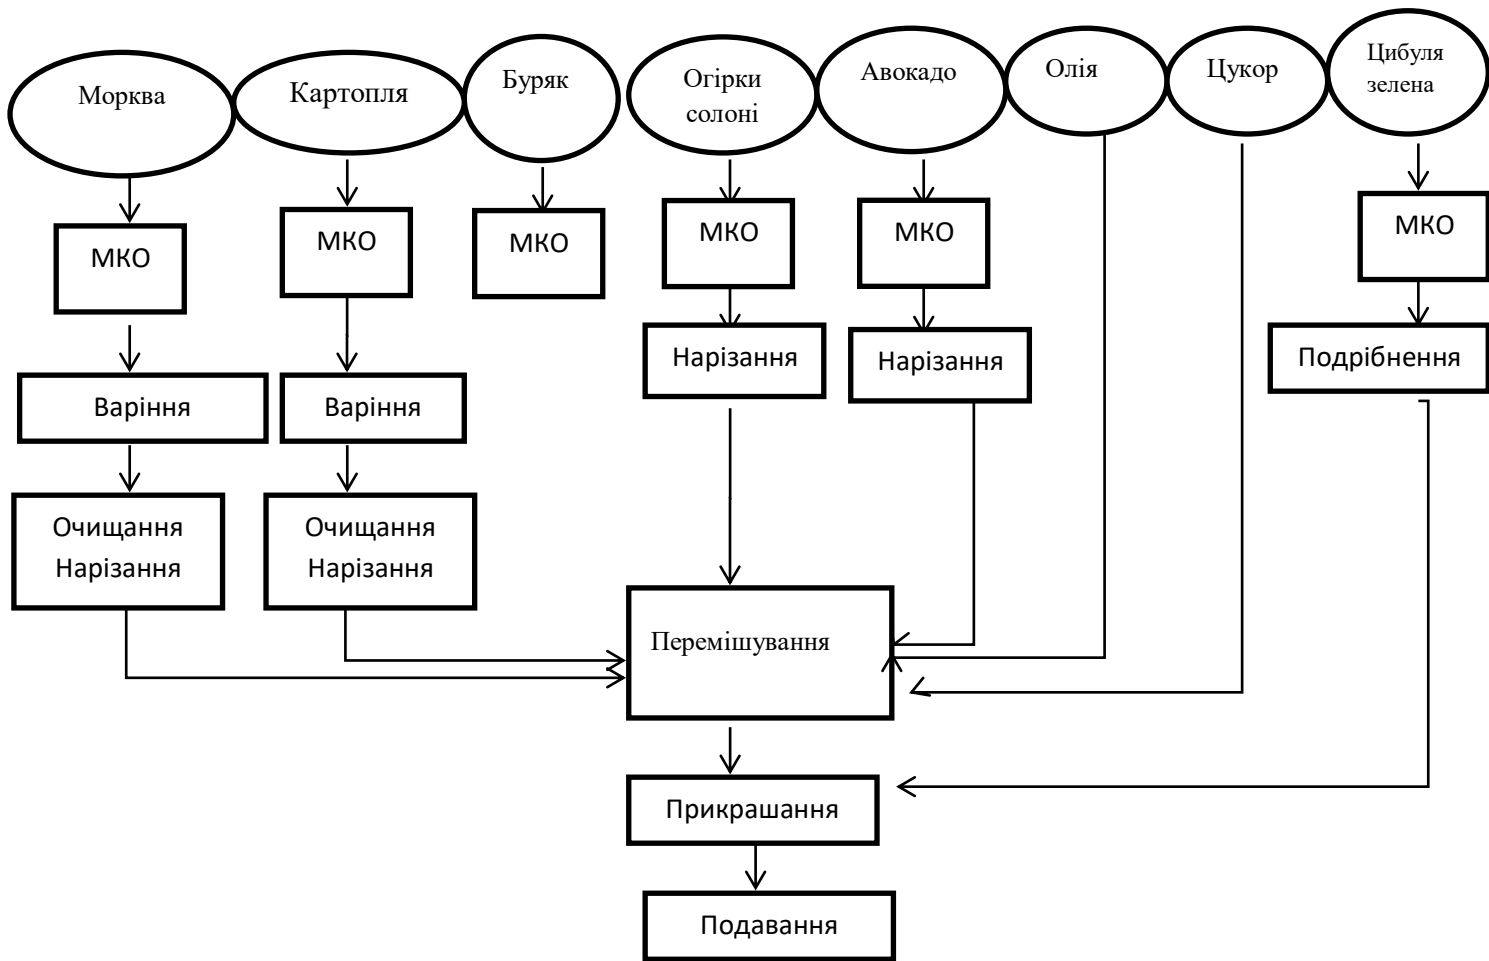 Морква
Картопля
Буряк
Огірки
солоні
Авокадо
Олія
Цукор
Цибуля
зелена
МКО
МКО
МКО
МКО
МКО
МКО
Нарізання
Нарізання
Подрібнення
Варіння
Варіння
Очищання
Нарізання
Очищання
Нарізання
Перемішування
Прикрашання
Подавання